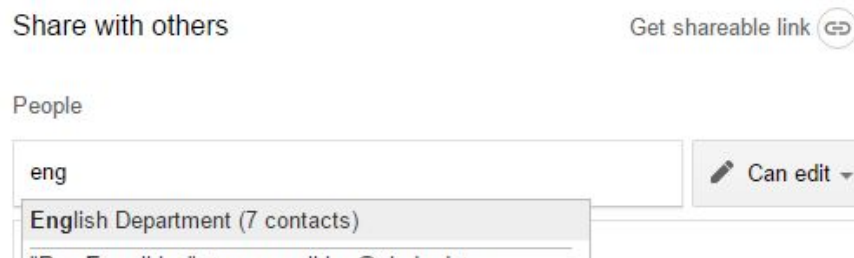 Share with others
Get shareable link
People
eng
Can edit
English Department (7 contacts)